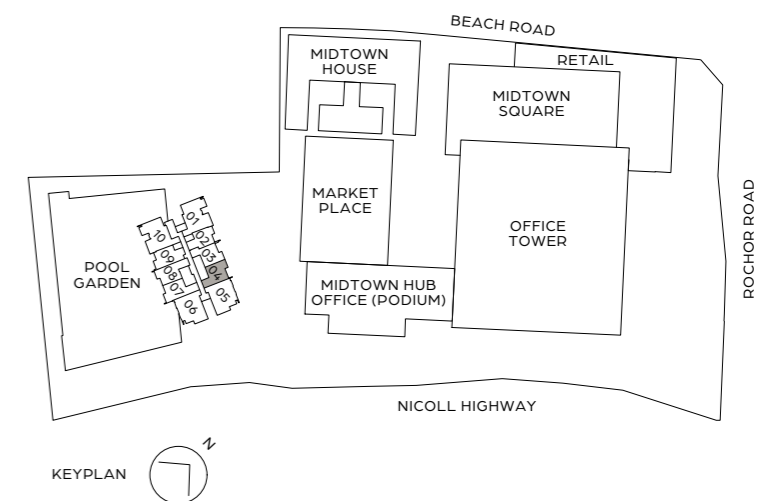 BEACH ROAD
RETAIL
MIDTOWN
HOUSE
MIDTOWN
SQUARE
MARKET
PLACE
OFFICE
TOWER
ROCHOR ROAD
POOL
GARDEN
01
02
03
04
05
10
09
08
07
06
MIDTOWN HUB
OFFICE (PODIUM)
NICOLL HIGHWAY
N
KEYPLAN